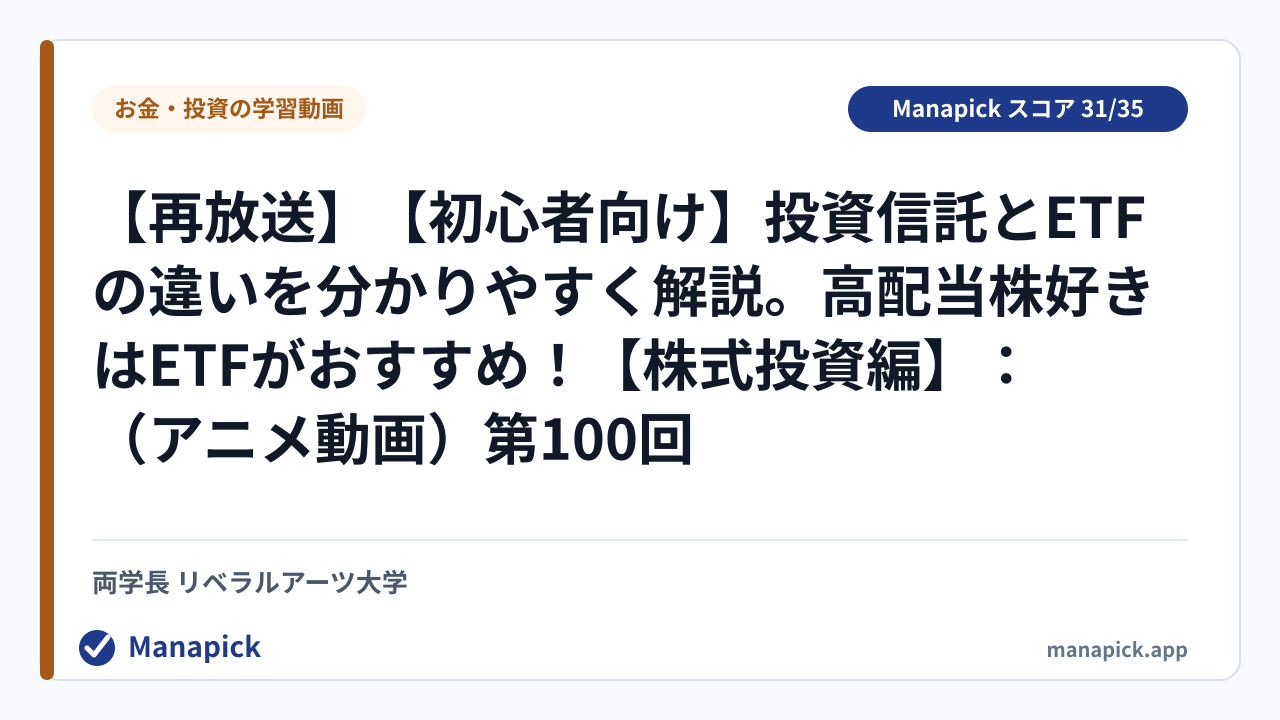 お金・投資の学習動画
Manapick スコア 31/35
【再放送】【初心者向け】投資信託とETF
の違いを分かりやすく解説。高配当株好き
はETFがおすすめ！【株式投資編】：
（アニメ動画）第100回
両学長 リベラルアーツ大学
Manapick
manapick.app